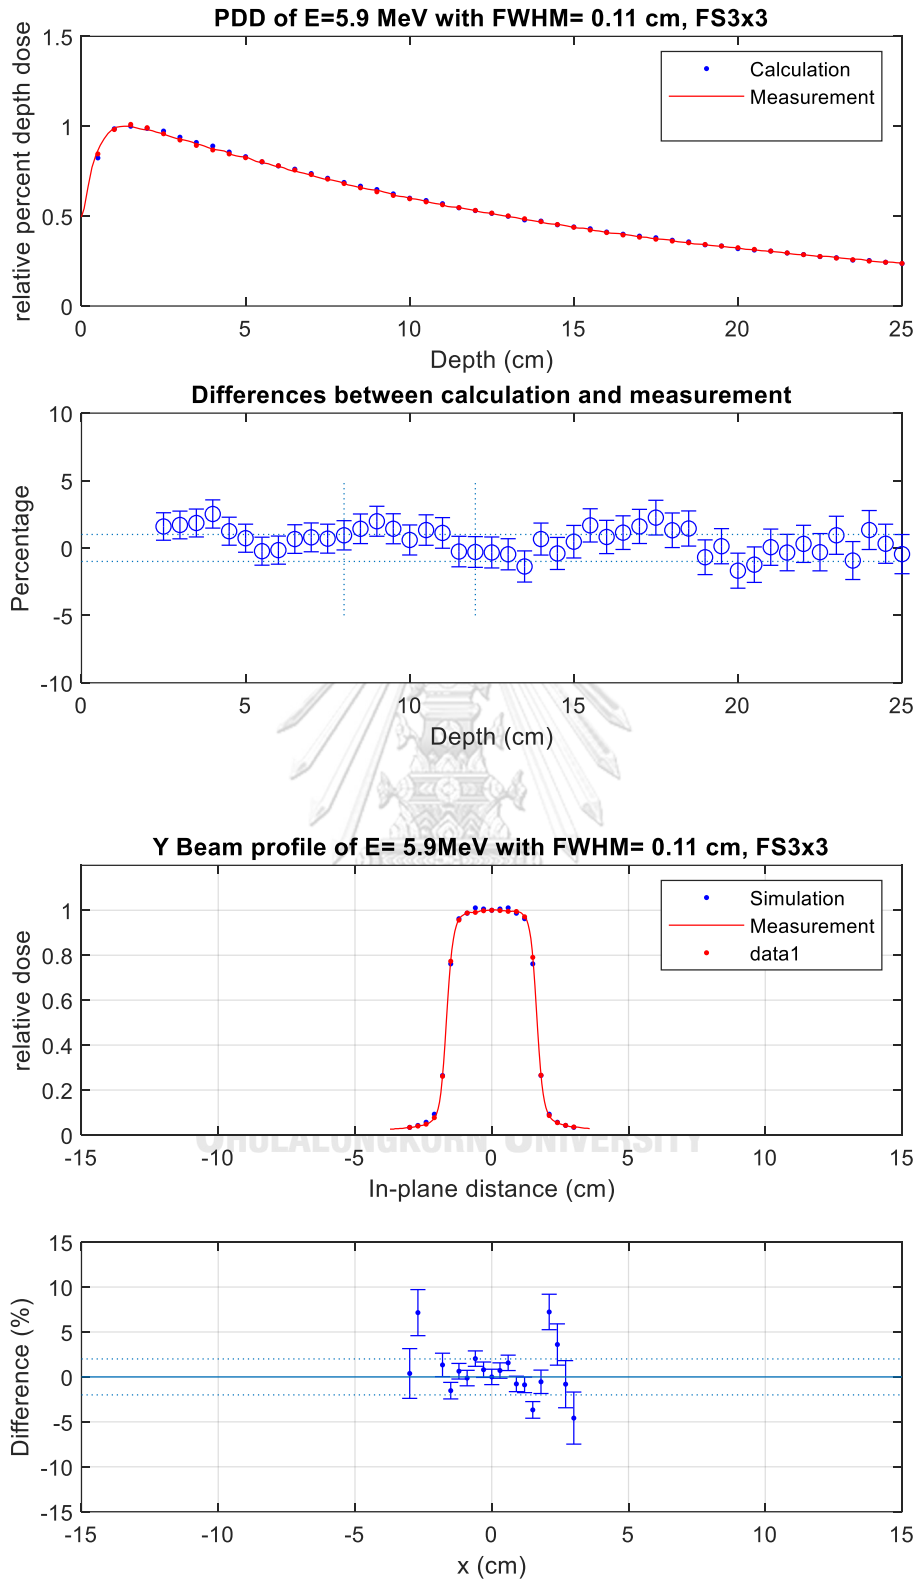 PDD of E=5.9 MeV with FWHM= 0.11 cm, FS3x3
relative percent depth dose
1.5
1
0.5
0
Calculation
Measurement
0 5 10 15 20 25
Depth (cm)
Differences between calculation and measurement
Percentage
10
5
0
-5
-10
0 5 10 15 20 25
Depth (cm)
Y Beam profile of E= 5.9MeV with FWHM= 0.11 cm, FS3x3
relative dose
1
0.8
0.6
0.4
0.2
0
Simulation
Measurement
data1
CHULALONGKORN UNIVERSITY
-15 -10 -5 0 5 10 15
In-plane distance (cm)
Difference (%)
15
10
5
0
-5
-10
-15
-15 -10 -5 0 5 10 15
x (cm)